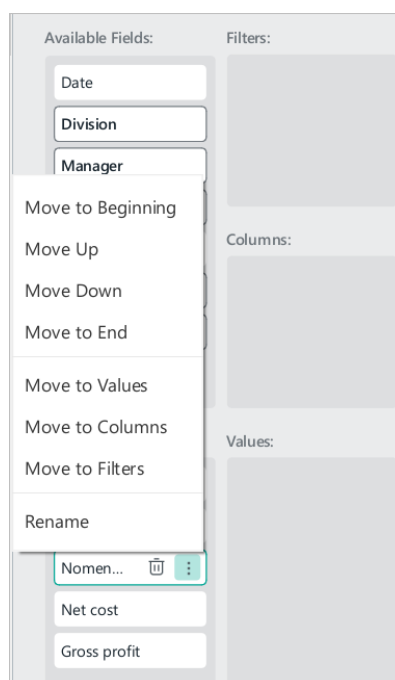 Available Fields:
Filters:
Date
Division
Manager
Move to Beginning
Move Up
Columns:
Move Down
Move to End
Move to Values
Move to Columns
Values:
Move to Filters
Rename
Nomen...
Net cost
Gross profit